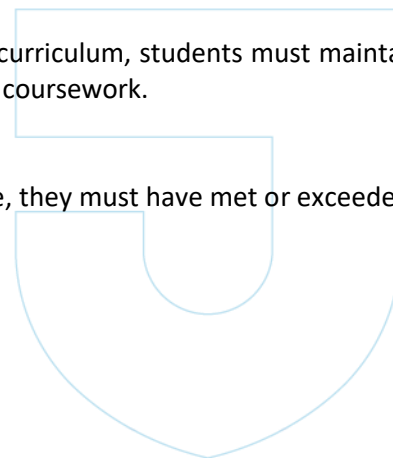 curriculum, students must mainta
coursework.
e, they must have met or exceede